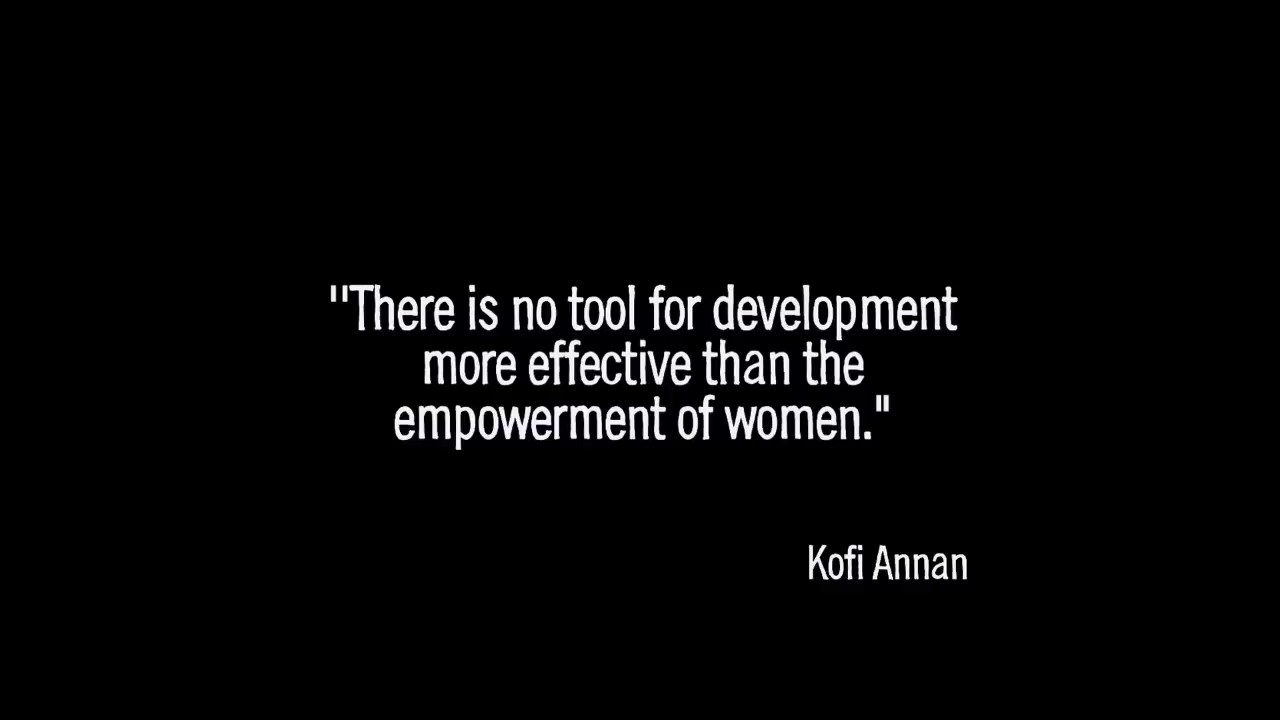 "There is no tool for development
more effective than the
empowerment of women."
Kofi Annan